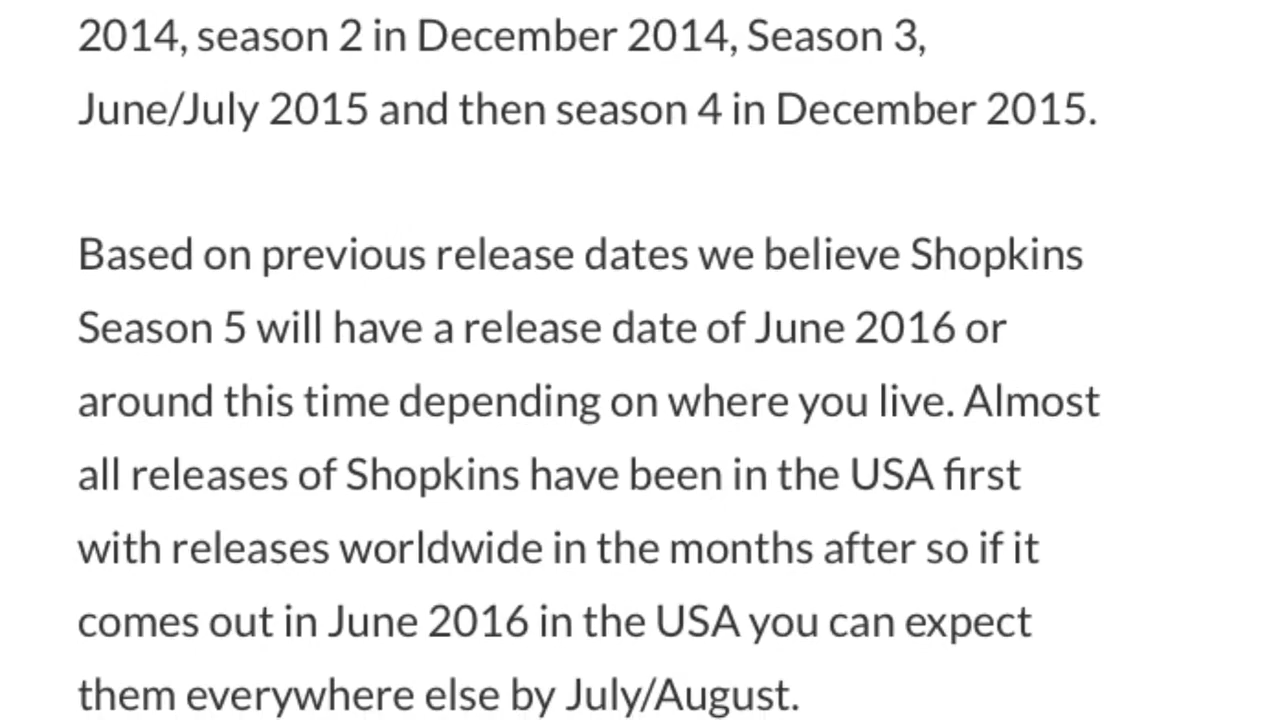 2014, season 2 in December 2014, Season 3,
June/July 2015 and then season 4 in December 2015.
Based on previous release dates we believe Shopkins
Season 5 will have a release date of June 2016 or
around this time depending on where you live. Almost
all releases of Shopkins have been in the USA first
with releases worldwide in the months after so if it
comes out in June 2016 in the USA you can expect
them everywhere else by July/August.